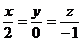 x/2 = y/0 = z/-1